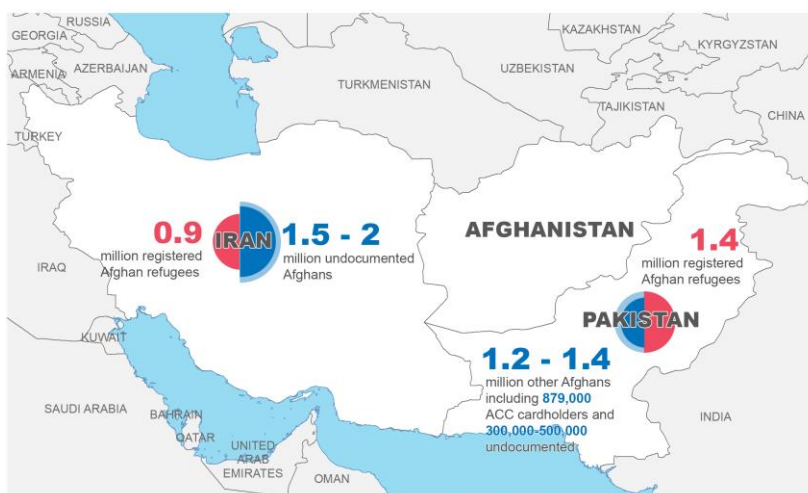 RUSSIA
GEORGIA
KAZAKHSTAN
KYRGYZSTAN
ARMENIA
AZERBAIJAN
UZBEKISTAN
TURKMENISTAN
TAJIKISTAN
CHINA
TURKEY
AFGHANISTAN
0.9
million registered
Afghan refugees
IRAN
1.5 - 2
million undocumented
Afghans
1.4
million registered
Afghan refugees
IRAQ
PAKISTAN
KUWAIT
1.2 - 1.4
million other Afghans
including 879,000
ACC cardholders and
300,000-500,000
undocumented
SAUDI ARABIA
BAHRAIN
QATAR
UNITED
ARAB
EMIRATES
OMAN
INDIA